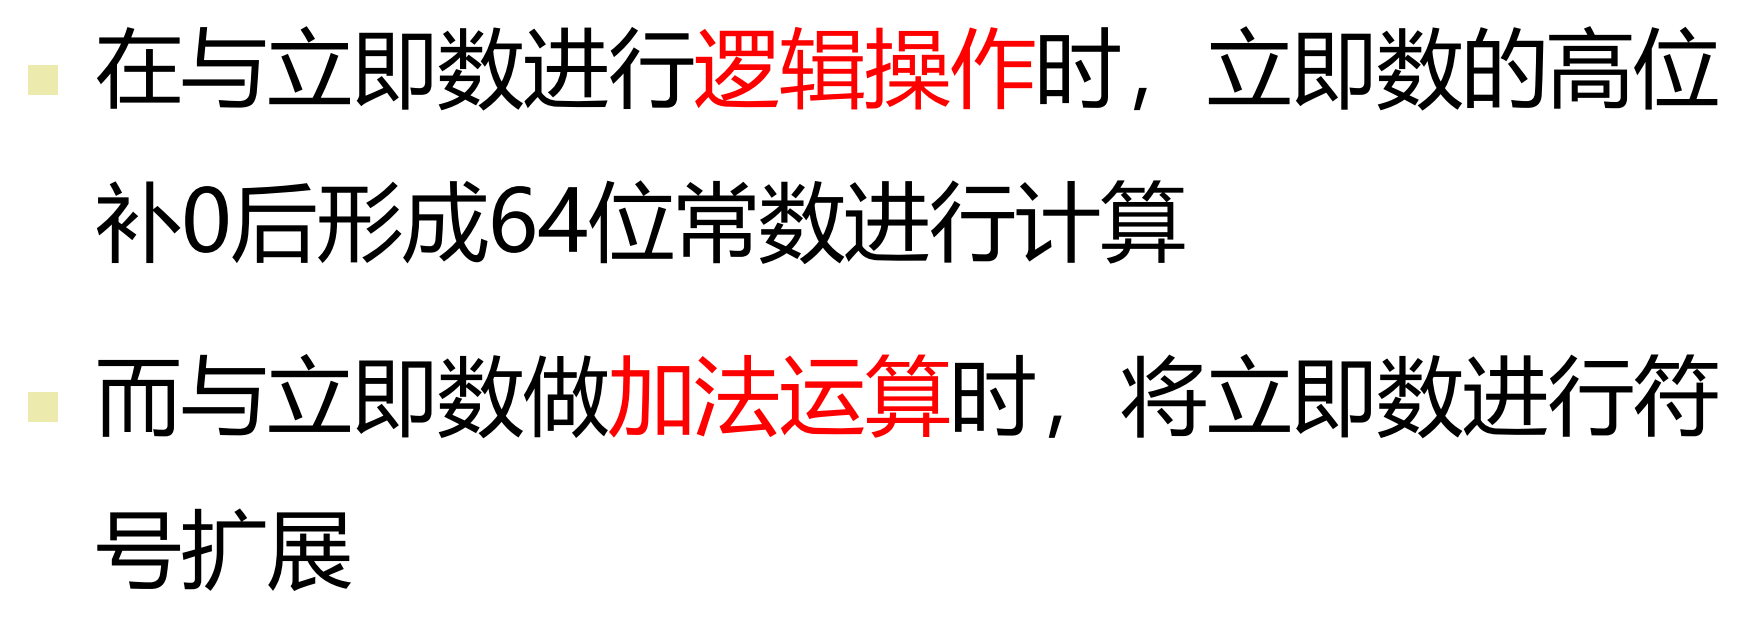 在与立即数进行逻辑操作时，立即数的高位
补0后形成64位常数进行计算
而与立即数做加法运算时，将立即数进行符
号扩展